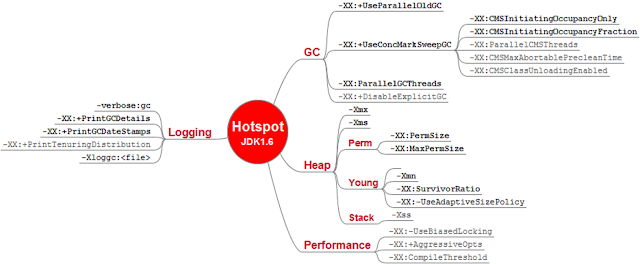 Hotspot
JDK1.6
GC
-XX:+UseParallelOldGC
-XX:+UseConcMarkSweepGC
-XX:CMSInitiatingOccupancyOnly
-XX:CMSInitiatingOccupancyFraction
-XX:ParallelCMSThreads
-XX:CMSMaxAbortablePrecleanTime
-XX:CMSClassUnloadingEnabled
-XX:ParallelGCThreads
-XX:+DisableExplicitGC
Heap
-Xmx
-Xms
Perm
-XX:PermSize
-XX:MaxPermSize
Young
-Xmn
-XX:SurvivorRatio
-XX:-UseAdaptiveSizePolicy
Stack
-Xss
Performance
-XX:-UseBiasedLocking
-XX:+AggressiveOpts
-XX:CompileThreshold
Logging
-verbose:gc
-XX:+PrintGCDetails
-XX:+PrintGCDateStamps
-XX:+PrintTenuringDistribution
-Xloggc:<file>